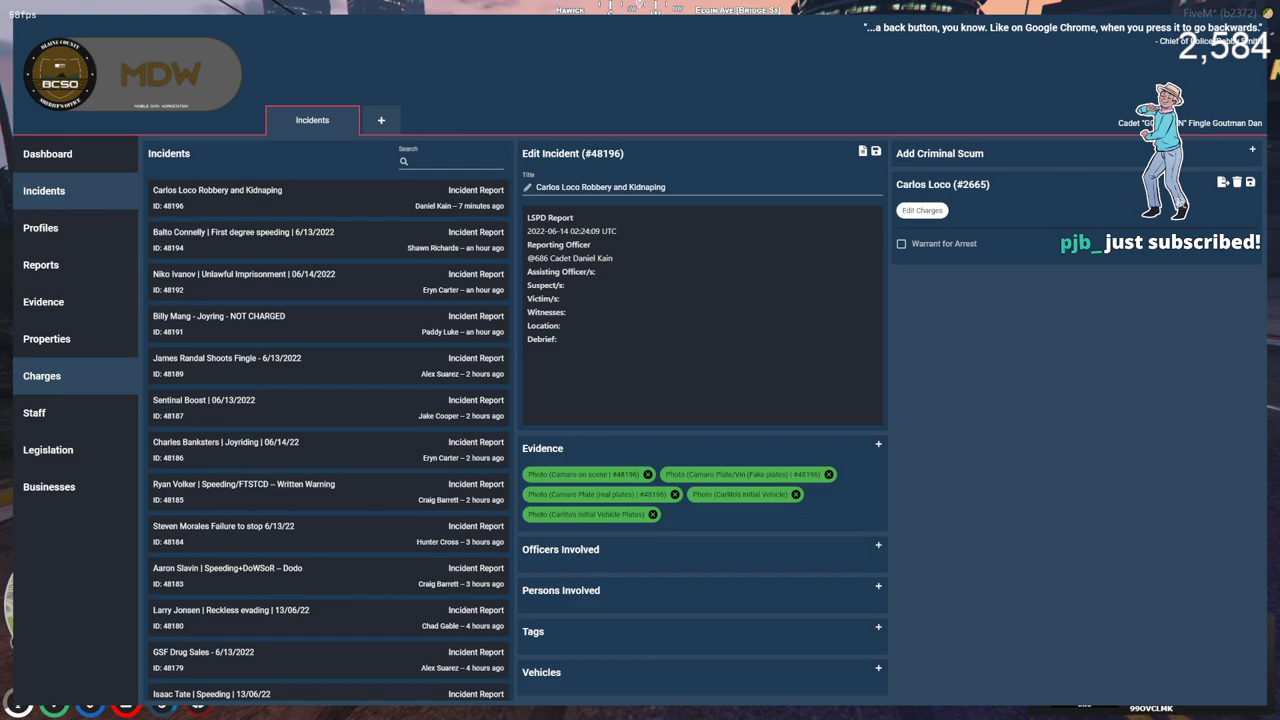 58fps
HAWICK
NW
NW
ELGIN AVE [BRIDGE ST]
FiveM* (b2372)
"...a back button, you know. Like on Google Chrome, when you press it to go backwards."
- Chief of Police Bobby Smith
2,584
BLAINE COUNTY
BCSO
SHERIFF'S OFFICE
MDW
MOBILE DATA WORKSTATION
Incidents
+
Fingle Goutman Dan
Dashboard
Incidents
Profiles
Reports
Evidence
Properties
Charges
Staff
Legislation
Businesses
Incidents
Search
Carlos Loco Robbery and Kidnaping Incident Report
ID: 48196 Daniel Kain – 7 minutes ago
Balto Connelly | First degree speeding | 6/13/2022 Incident Report
ID: 48194 Shawn Richards – an hour ago
Niko Ivanov | Unlawful Imprisonment | 06/14/2022 Incident Report
ID: 48192 Eryn Carter – an hour ago
Billy Mang - Joyring - NOT CHARGED Incident Report
ID: 48191 Paddy Luke – an hour ago
James Randal Shoots Fingle - 6/13/2022 Incident Report
ID: 48189 Alex Suarez – 2 hours ago
Sentinal Boost | 06/13/2022 Incident Report
ID: 48187 Jake Cooper – 2 hours ago
Charles Banksters | Joyriding | 06/14/22 Incident Report
ID: 48186 Eryn Carter – 2 hours ago
Ryan Volker | Speeding/FTSTCD – Written Warning Incident Report
ID: 48185 Craig Barrett – 2 hours ago
Steven Morales Failure to stop 6/13/22 Incident Report
ID: 48184 Hunter Cross – 3 hours ago
Aaron Slavin | Speeding+DoWSoR – Dodo Incident Report
ID: 48183 Craig Barrett – 3 hours ago
Larry Jonsen | Reckless evading | 13/06/22 Incident Report
ID: 48180 Chad Gable – 4 hours ago
GSF Drug Sales - 6/13/2022 Incident Report
ID: 48179 Alex Suarez – 4 hours ago
Isaac Tate | Speeding | 13/06/22 Incident Report
Edit Incident (#48196)
Title
Carlos Loco Robbery and Kidnaping
LSPD Report
2022-06-14 02:24:09 UTC
Reporting Officer
@686 Cadet Daniel Kain
Assisting Officer/s:
Suspect/s:
Victim/s:
Witnesses:
Location:
Debrief:
Evidence +
Photo (Camaro on scene | #48196) Photo (Camaro Plate/Vin (Fake plates) | #48196)
Photo (Camaro Plate (real plates) | #48196) Photo (Carlito's Initial Vehicle)
Photo (Carlito's Initial Vehicle Plates)
Officers Involved +
Persons Involved +
Tags +
Vehicles +
Add Criminal Scum +
Carlos Loco (#2665)
Edit Charges
Warrant for Arrest
pjb_ just subscribed!
99OVCLMK